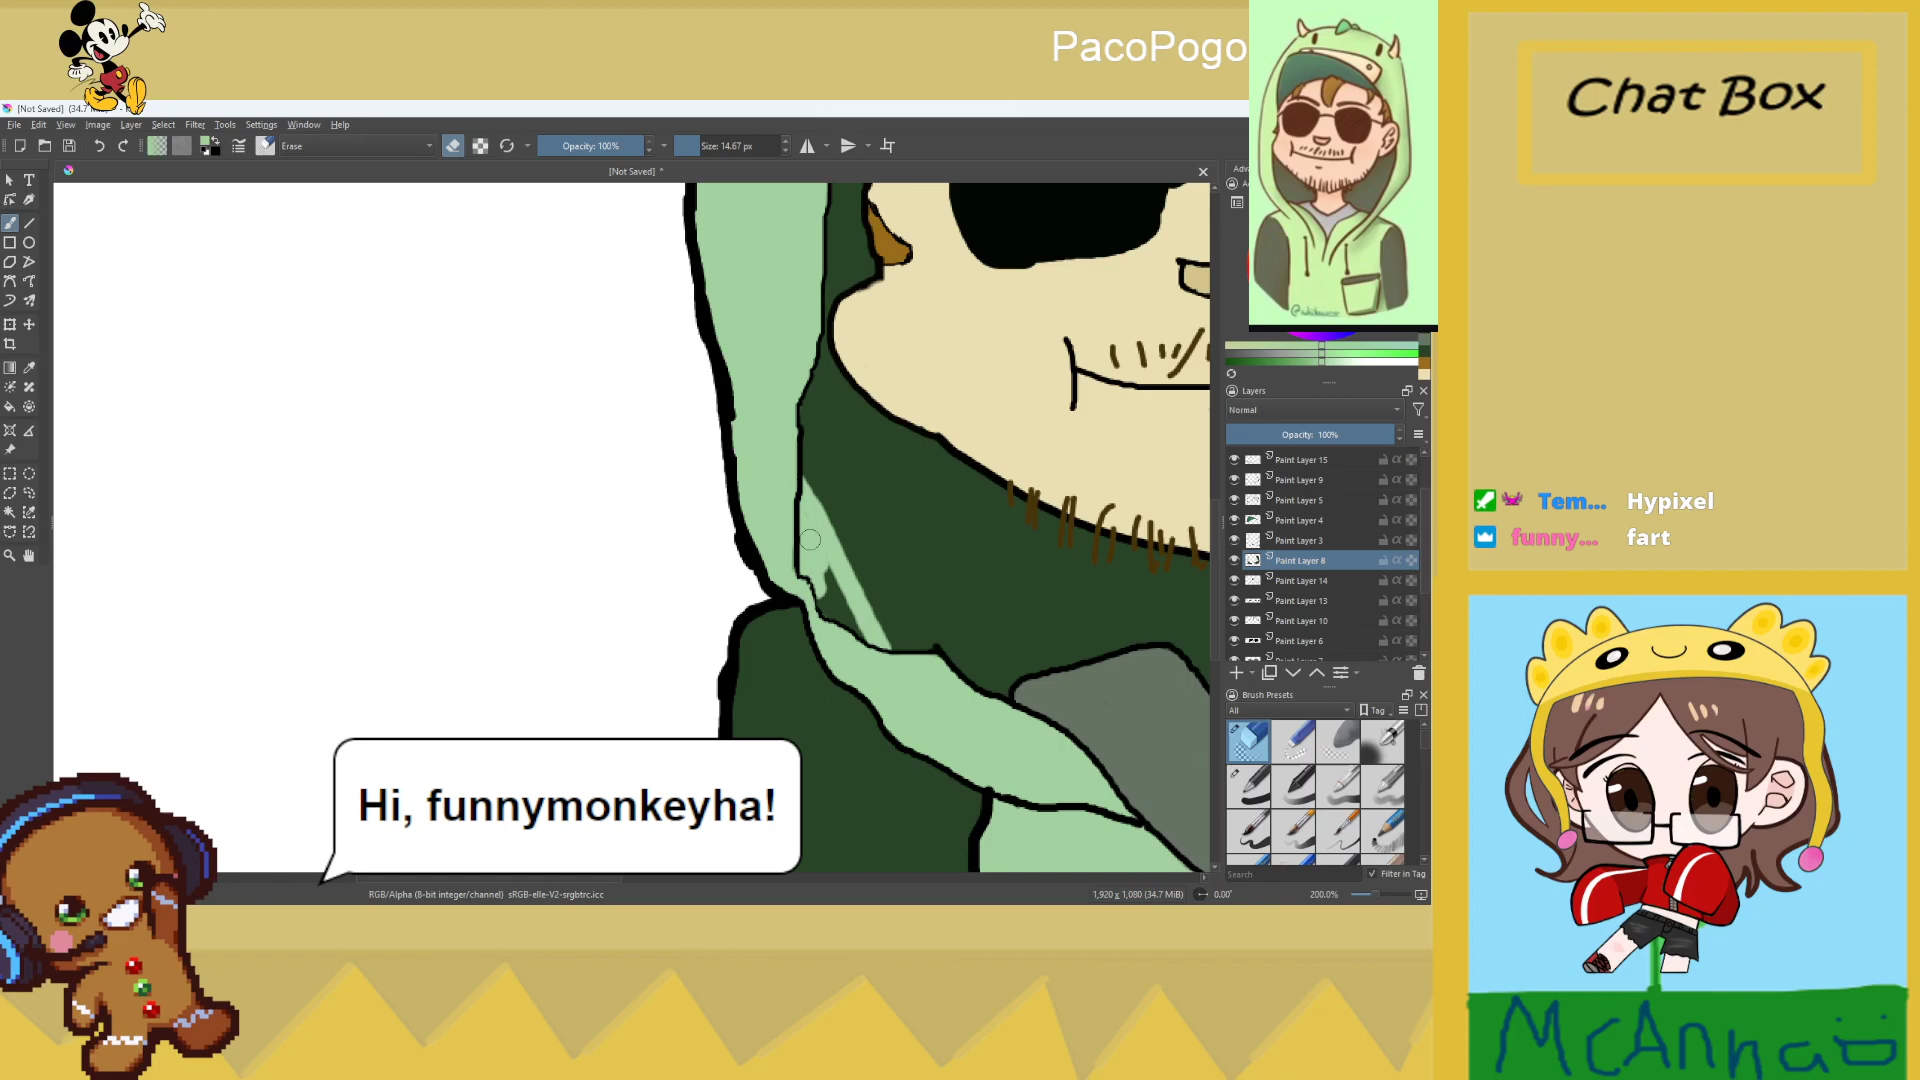 PacoPogo
Chat Box
[Not Saved] (34.7
File Edit View Image Layer Select Filter Tools Settings Window Help
Erase
Opacity: 100%
Size: 14.67 px
[Not Saved] *
Layers
Normal
Opacity: 100%
Paint Layer 15
Paint Layer 9
Paint Layer 5
Paint Layer 4
Paint Layer 3
Paint Layer 8
Paint Layer 14
Paint Layer 13
Paint Layer 10
Paint Layer 6
Brush Presets
All
Tag
Search
Filter in Tag
RGB/Alpha (8-bit integer/channel) sRGB-elle-V2-srgbtrc.icc
1,920 x 1,080 (34.7 MiB)
0.00°
200.0%
Tem... Hypixel
funny... fart
Hi, funnymonkeyha!
McAnna